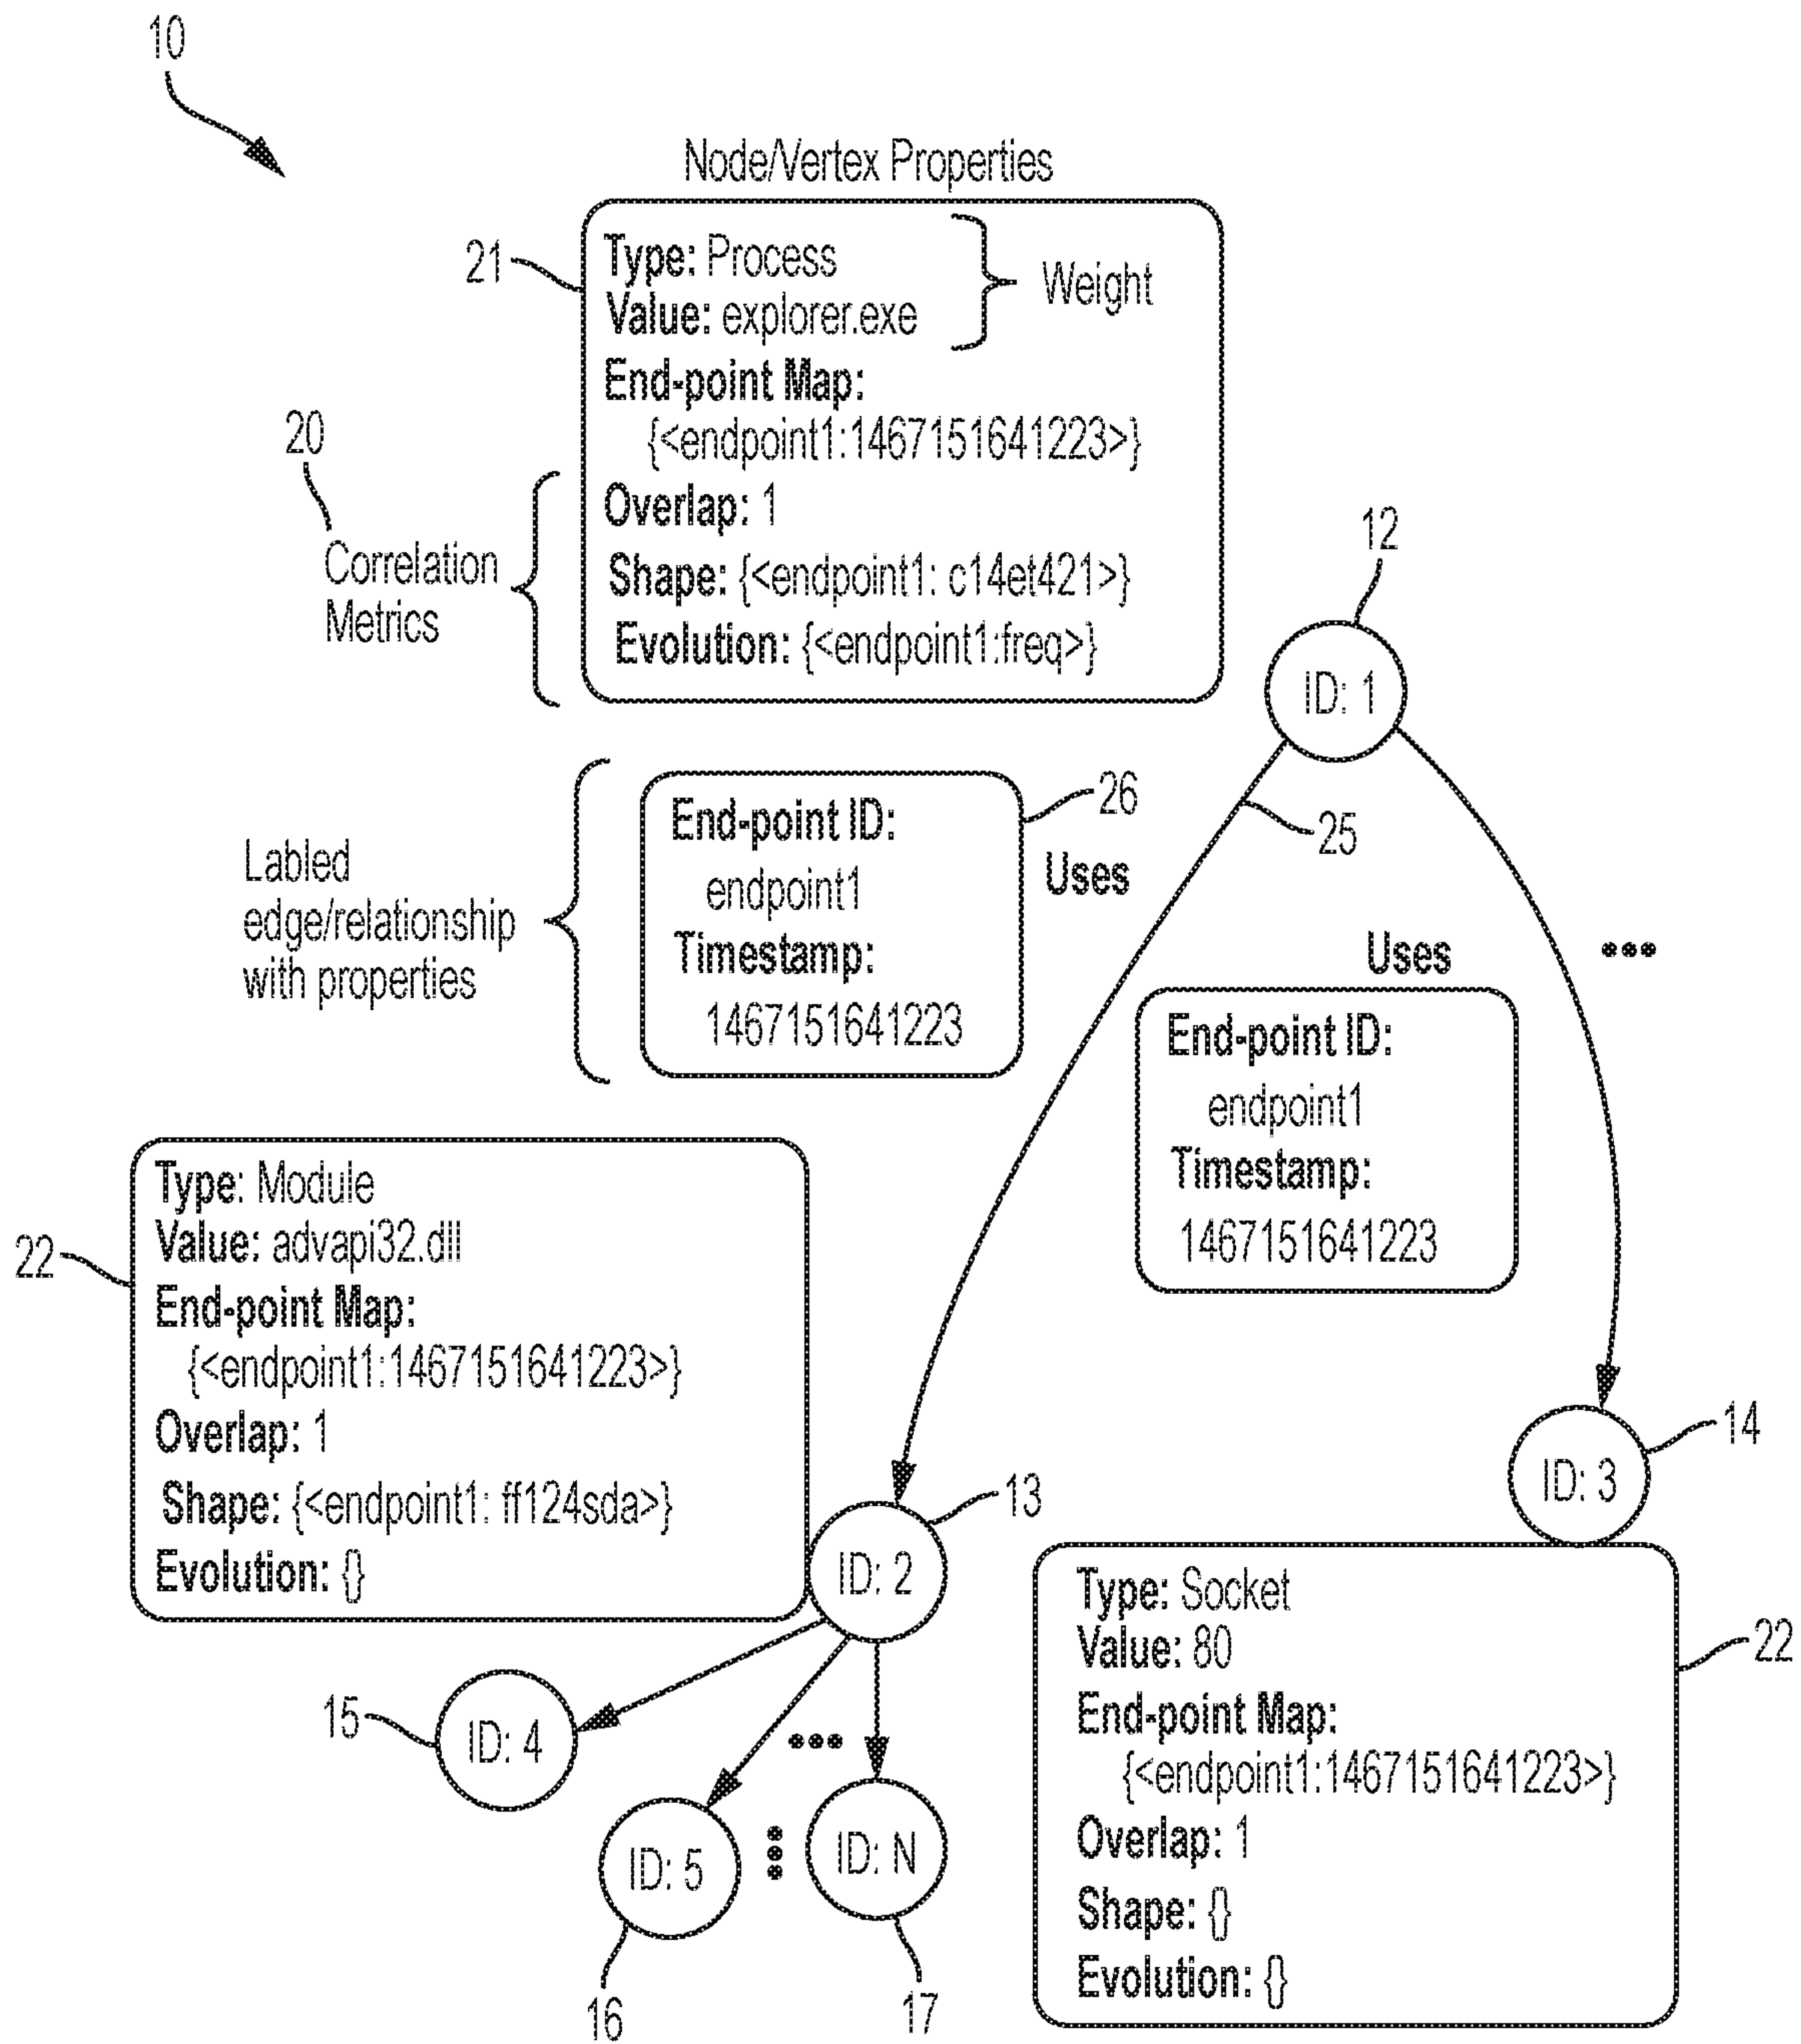 10
Node/Vertex Properties
21
Type: Process
Value: explorer.exe
Weight
End-point Map:
{<endpoint1:1467151641223>}
20
Correlation
Metrics
Overlap: 1
Shape: {<endpoint1: c14et421>}
Evolution: {<endpoint1:freq>}
12
ID: 1
Labled
edge/relationship
with properties
End-point ID:
endpoint1
Timestamp:
1467151641223
26
Uses
25
Uses
•••
End-point ID:
endpoint1
Timestamp:
1467151641223
22
Type: Module
Value: advapi32.dll
End-point Map:
{<endpoint1:1467151641223>}
Overlap: 1
Shape: {<endpoint1: ff124sda>}
Evolution: {}
13
ID: 2
14
ID: 3
15
ID: 4
•••
ID: 5
ID: N
16
17
Type: Socket
Value: 80
End-point Map:
{<endpoint1:1467151641223>}
Overlap: 1
Shape: {}
Evolution: {}
22